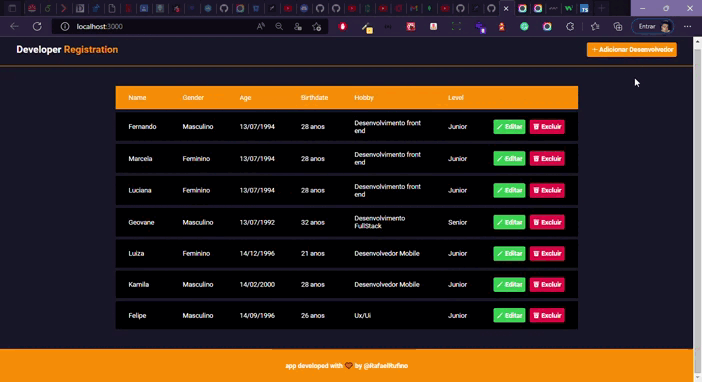 localhost:3000
Entrar
Developer Registration
+ Adicionar Desenvolvedor
Name Gender Age Birthdate Hobby Level
Fernando Masculino 13/07/1994 28 anos Desenvolvimento front end Junior Editar Excluir
Marcela Feminino 13/07/1994 28 anos Desenvolvimento front end Junior Editar Excluir
Luciana Feminino 13/07/1994 28 anos Desenvolvimento front end Junior Editar Excluir
Geovane Masculino 13/07/1992 32 anos Desenvolvimento FullStack Senior Editar Excluir
Luiza Feminino 14/12/1996 21 anos Desenvolvedor Mobile Junior Editar Excluir
Kamila Masculino 14/02/2000 28 anos Desenvolvedor Mobile Junior Editar Excluir
Felipe Masculino 14/09/1996 26 anos Ux/Ui Junior Editar Excluir
app developed with by